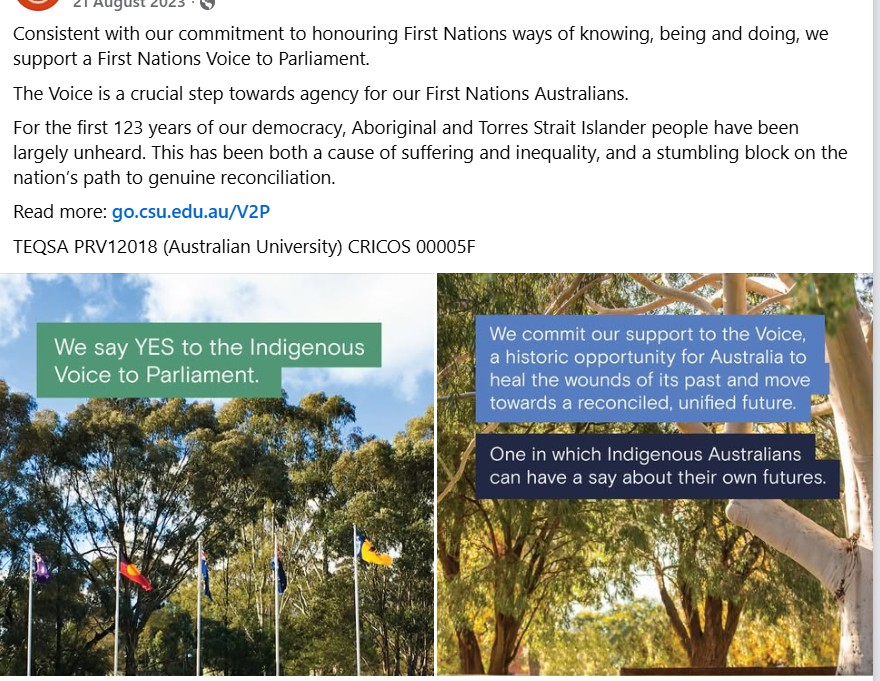 21 August 2023 ·
Consistent with our commitment to honouring First Nations ways of knowing, being and doing, we
support a First Nations Voice to Parliament.
The Voice is a crucial step towards agency for our First Nations Australians.
For the first 123 years of our democracy, Aboriginal and Torres Strait Islander people have been
largely unheard. This has been both a cause of suffering and inequality, and a stumbling block on the
nation's path to genuine reconciliation.
Read more: go.csu.edu.au/V2P
TEQSA PRV12018 (Australian University) CRICOS 00005F
We say YES to the Indigenous
Voice to Parliament.
We commit our support to the Voice,
a historic opportunity for Australia to
heal the wounds of its past and move
towards a reconciled, unified future.
One in which Indigenous Australians
can have a say about their own futures.